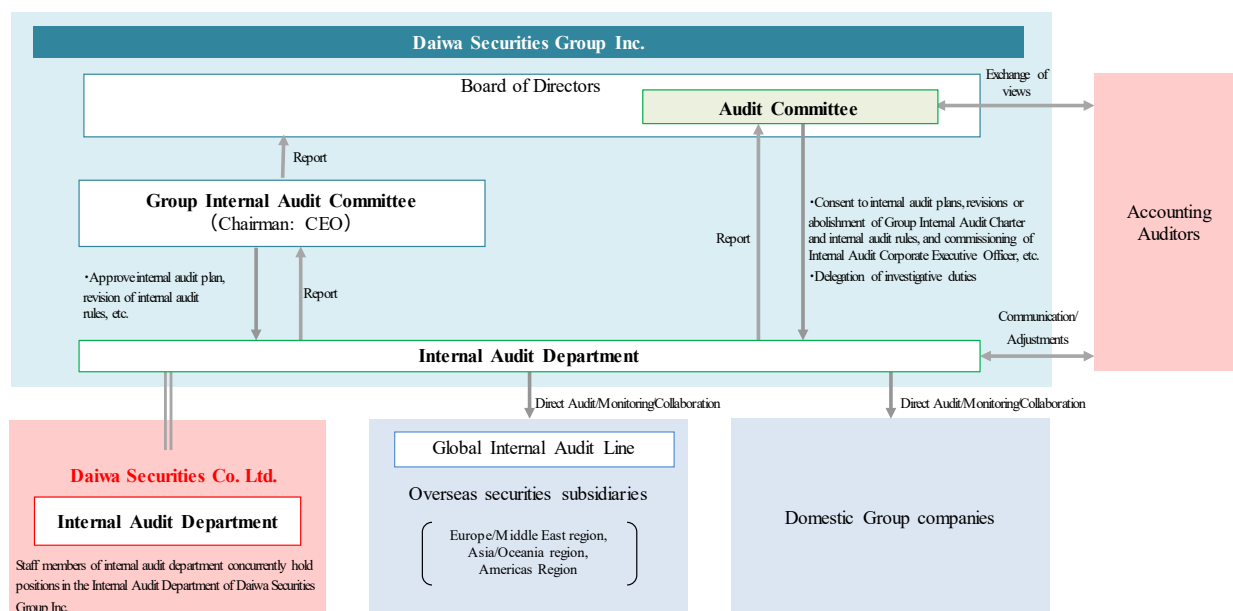 Daiwa Securities Group Inc.
Board of Directors
Audit Committee
Exchange of
views
Report
Group Internal Audit Committee
(Chairman: CEO)
・Approve internal audit plan,
revision of internal audit
rules, etc.
Report
Report
・Consent to internal audit plans, revisions or
abolishment of Group Internal Audit Charter
and internal audit rules, and commissioning of
Internal Audit Corporate Executive Officer, etc.
・Delegation of investigative duties
Accounting
Auditors
Communication/
Adjustments
Internal Audit Department
Direct Audit/Monitoring/Collaboration
Direct Audit/Monitoring/Collaboration
Daiwa Securities Co. Ltd.
Internal Audit Department
Staff members of internal audit department concurrently hold
positions in the Internal Audit Department of Daiwa Securities
Group Inc.
Global Internal Audit Line
Overseas securities subsidiaries
Europe/Middle East region,
Asia/Oceania region,
Americas Region
Domestic Group companies